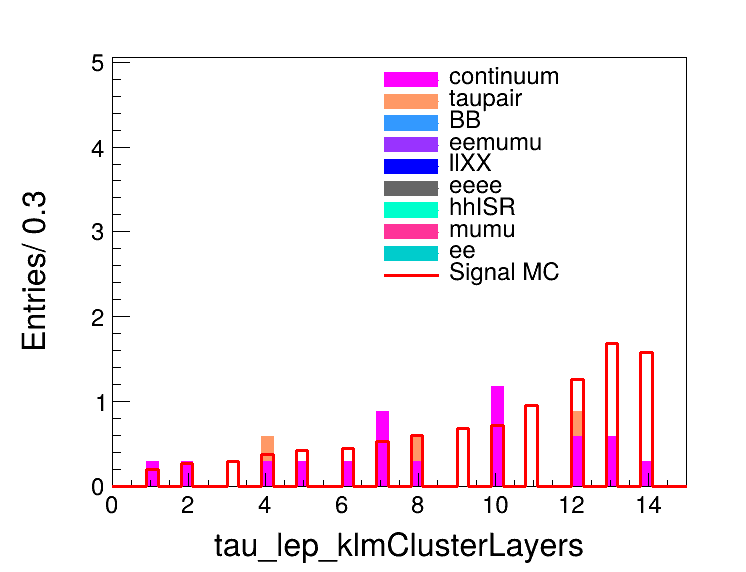 5
4
3
2
1
0
Entries/ 0.3
continuum
taupair
BB
eemumu
llXX
eeee
hhISR
mumu
ee
Signal MC
0 2 4 6 8 10 12 14
tau_lep_klmClusterLayers